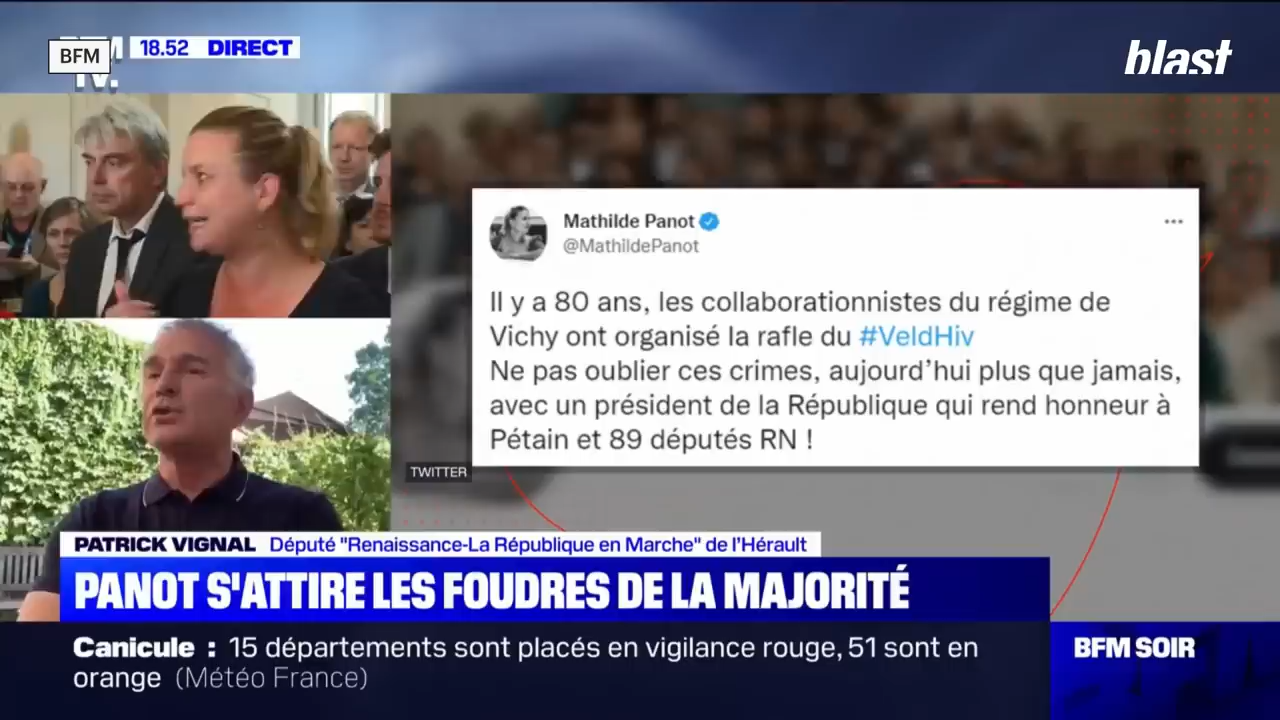 BFM
TV.
18.52 DIRECT
blast
Mathilde Panot
@MathildePanot
Il y a 80 ans, les collaborationnistes du régime de
Vichy ont organisé la rafle du #VeldHiv
Ne pas oublier ces crimes, aujourd’hui plus que jamais,
avec un président de la République qui rend honneur à
Pétain et 89 députés RN !
TWITTER
PATRICK VIGNAL Député "Renaissance-La République en Marche" de l’Hérault
PANOT S'ATTIRE LES FOUDRES DE LA MAJORITÉ
Canicule : 15 départements sont placés en vigilance rouge, 51 sont en
orange (Météo France)
BFM SOIR